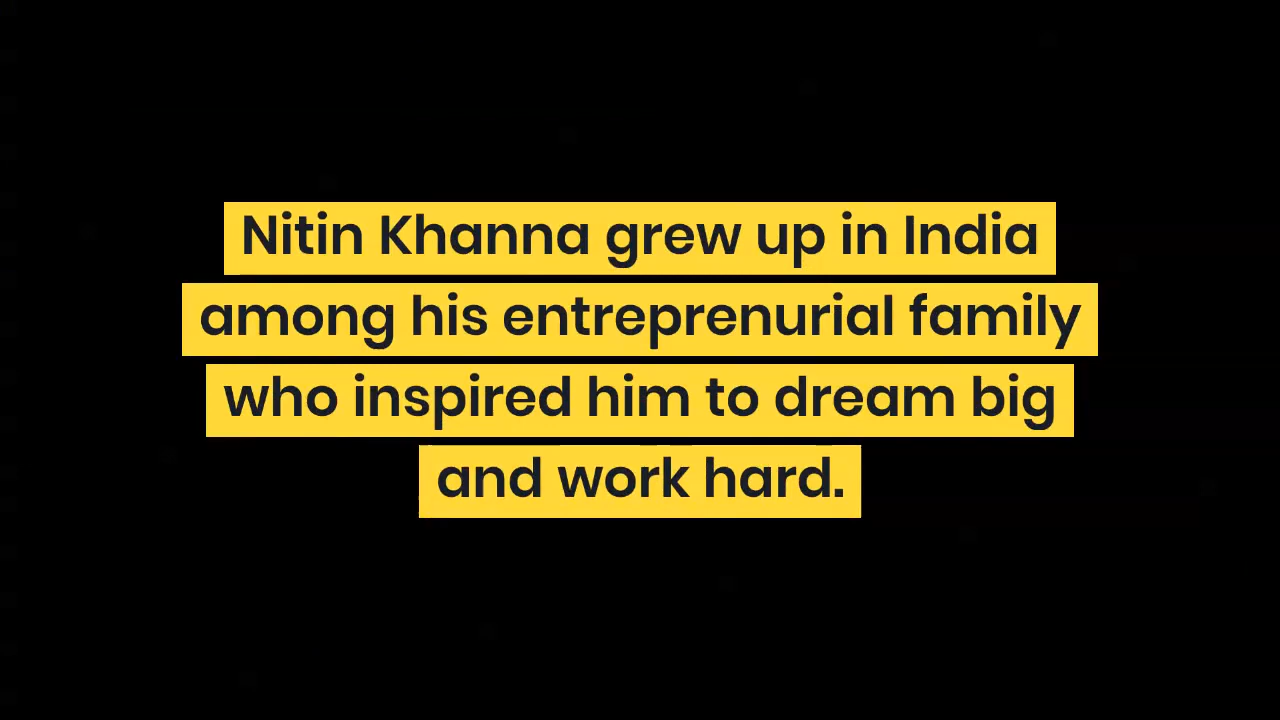 Nitin Khanna grew up in India
among his entreprenurial family
who inspired him to dream big
and work hard.